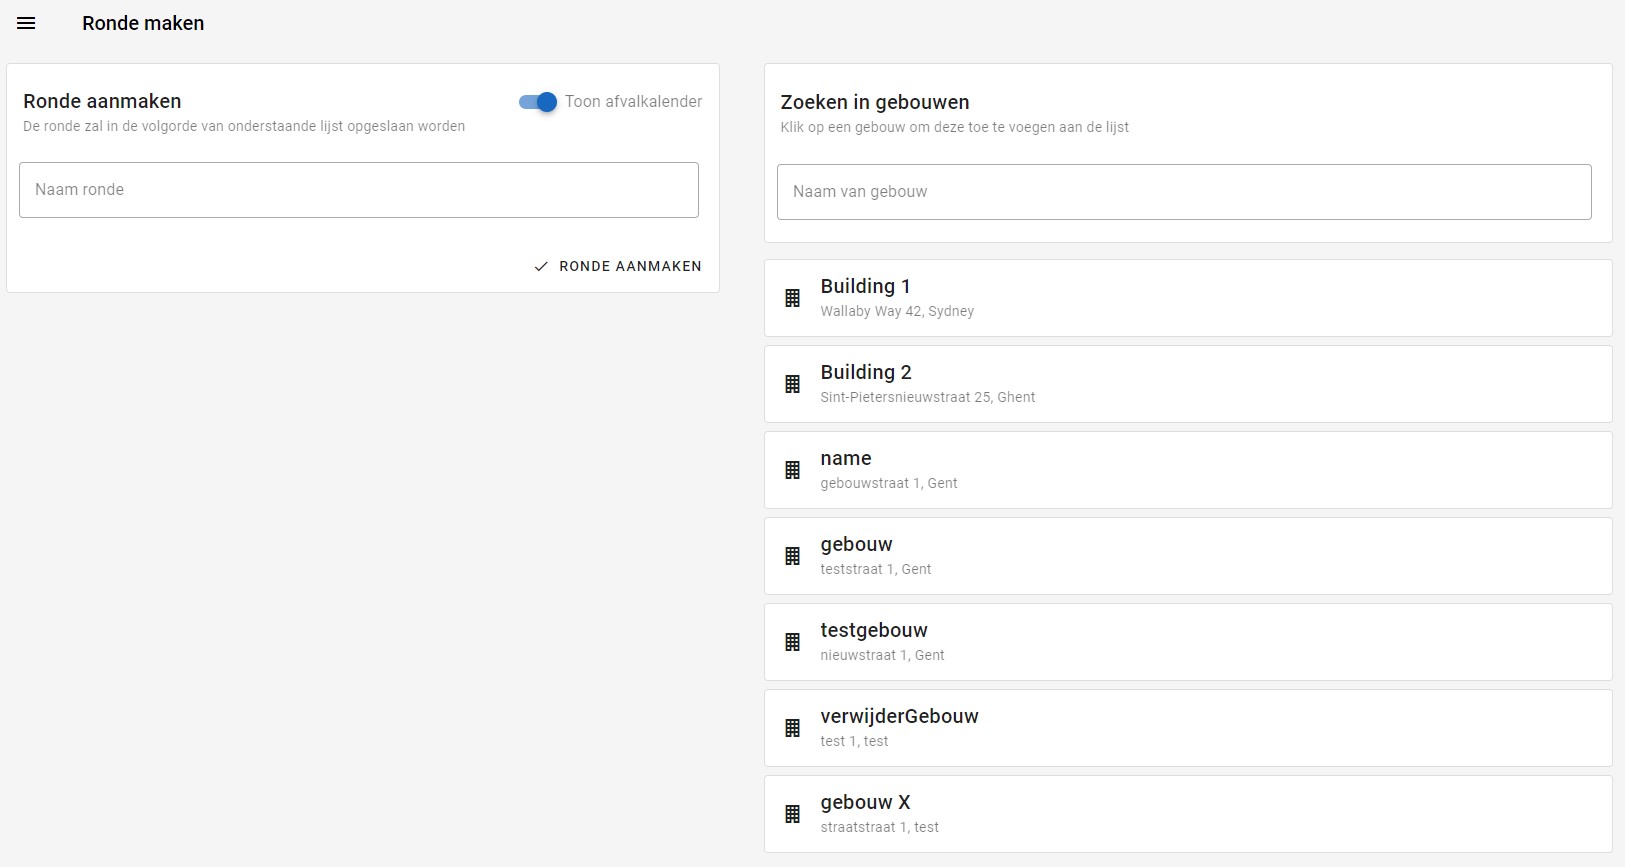 Ronde maken
Ronde aanmaken
Toon afvalkalender
De ronde zal in de volgorde van onderstaande lijst opgeslaan worden
Naam ronde
RONDE AANMAKEN
Zoeken in gebouwen
Klik op een gebouw om deze toe te voegen aan de lijst
Naam van gebouw
Building 1
Wallaby Way 42, Sydney
Building 2
Sint-Pietersnieuwstraat 25, Ghent
name
gebouwstraat 1, Gent
gebouw
teststraat 1, Gent
testgebouw
nieuwstraat 1, Gent
verwijderGebouw
test 1, test
gebouw X
straatstraat 1, test